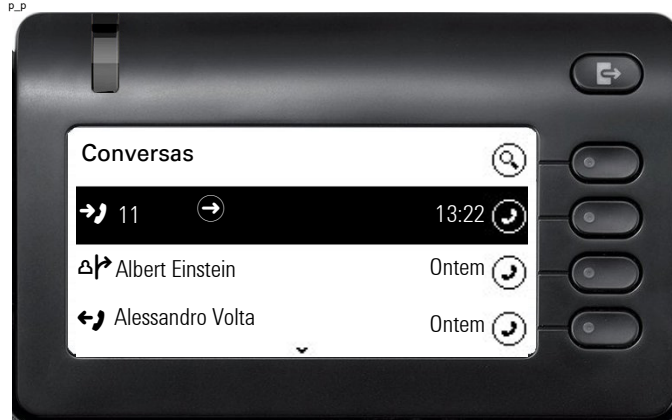 p_p
Conversas
11 13:22
Albert Einstein Ontem
Alessandro Volta Ontem